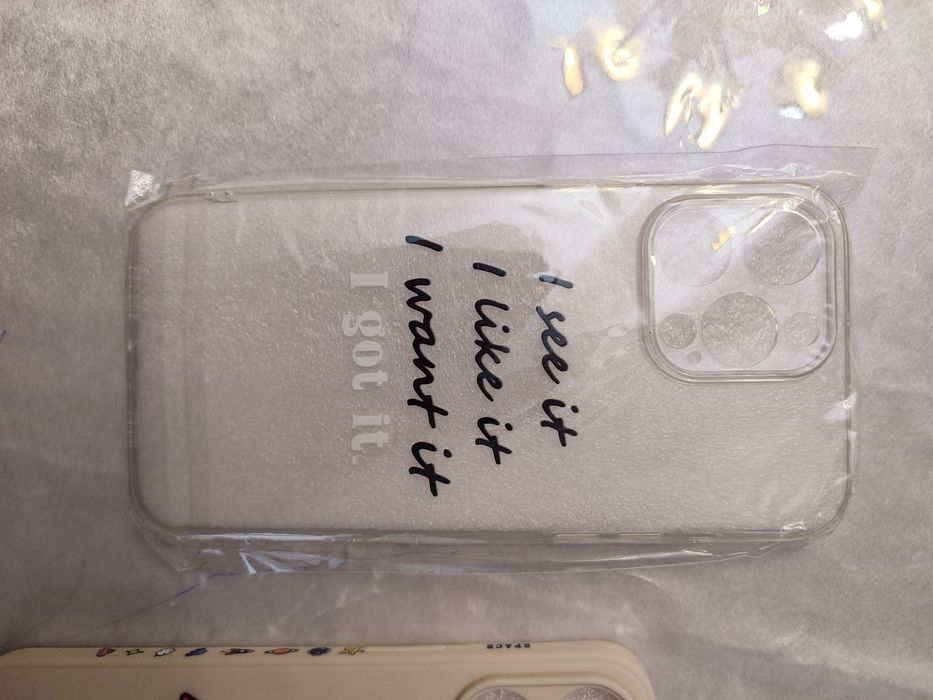 I see it
I like it
I want it
I got it.
SPACE